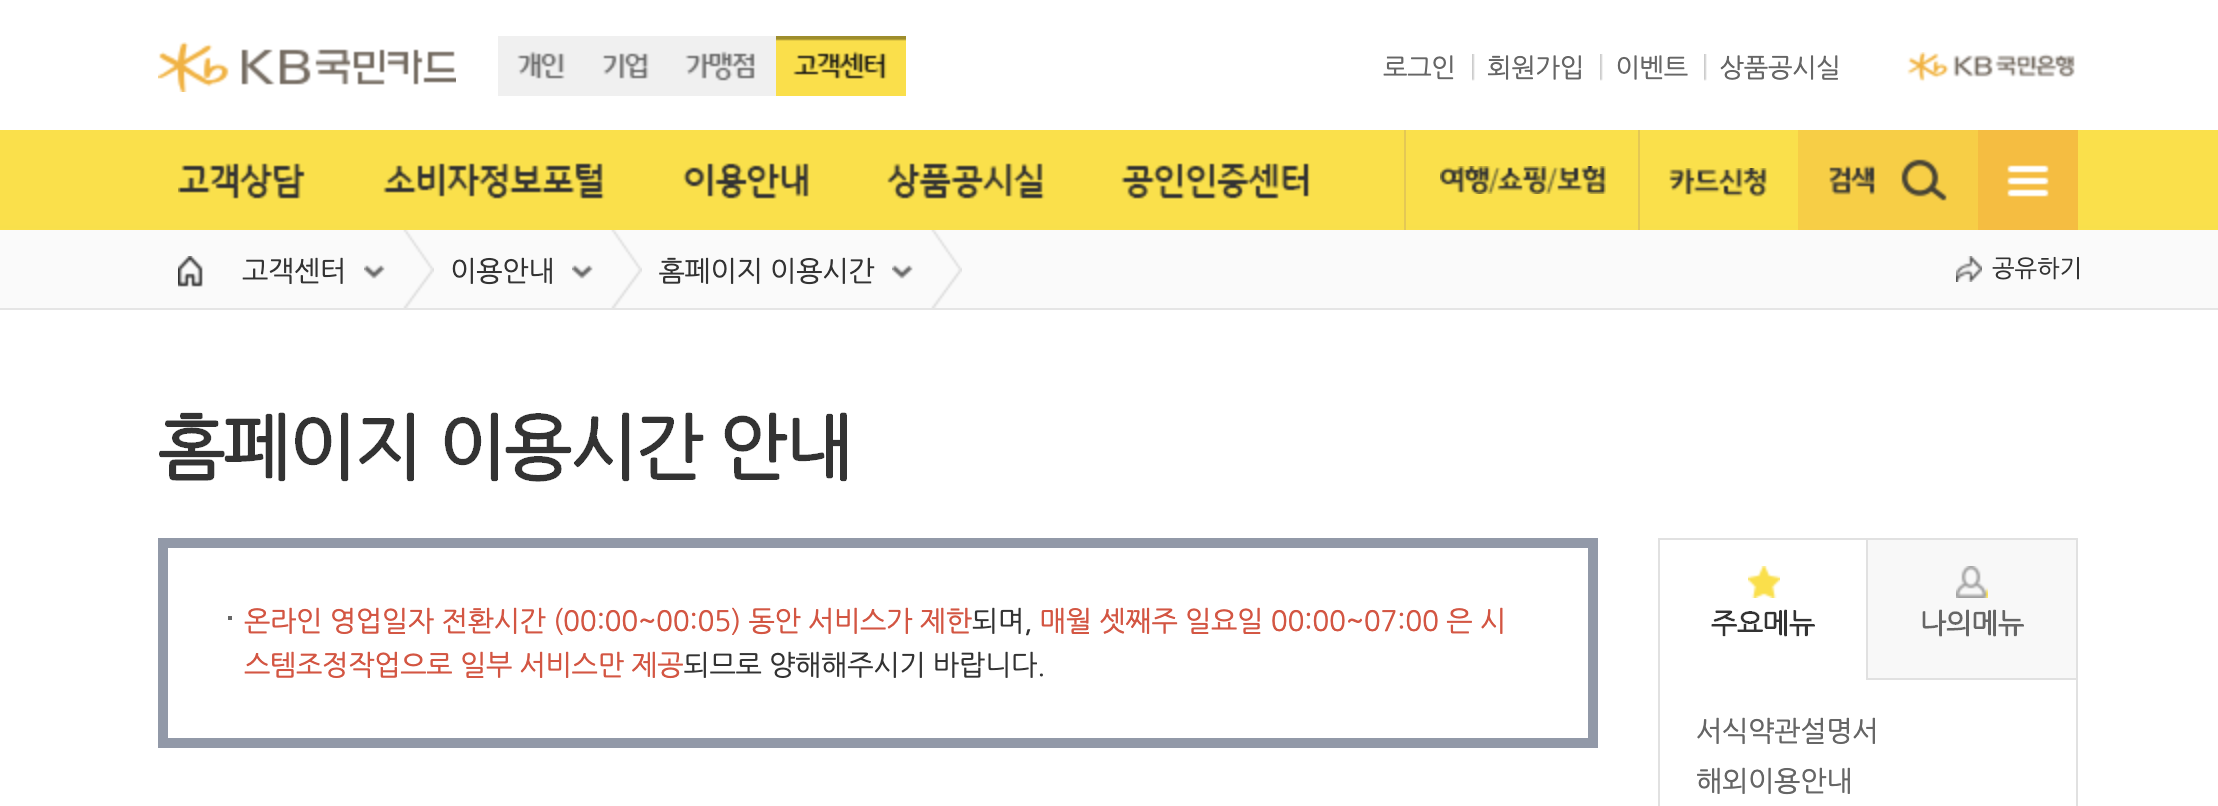 KB국민카드 개인 기업 가맹점 고객센터 로그인 회원가입 이벤트 상품공시실 KB국민은행
고객상담 소비자정보포털 이용안내 상품공시실 공인인증센터 여행/쇼핑/보험 카드신청 검색
고객센터 이용안내 홈페이지 이용시간 공유하기
홈페이지 이용시간 안내
· 온라인 영업일자 전환시간 (00:00~00:05) 동안 서비스가 제한되며, 매월 셋째주 일요일 00:00~07:00 은 시
스템조정작업으로 일부 서비스만 제공되므로 양해해주시기 바랍니다.
주요메뉴 나의메뉴
서식약관설명서
해외이용안내